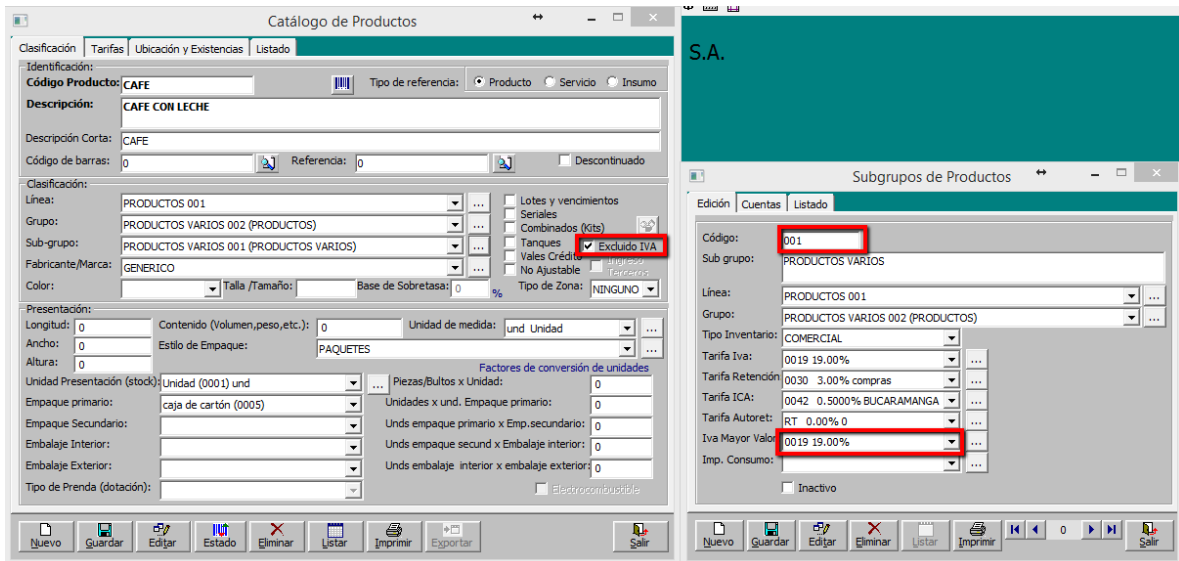 Catálogo de Productos
Clasificación Tarifas Ubicación y Existencias Listado
Identificación:
Código Producto: CAFE Tipo de referencia: Producto Servicio Insumo
Descripción: CAFE CON LECHE
Descripción Corta: CAFE
Código de barras: 0 Referencia: 0 Descontinuado
Clasificación:
Línea: PRODUCTOS 001 ... Lotes y vencimientos
Seriales
Grupo: PRODUCTOS VARIOS 002 (PRODUCTOS) ... Combinados (Kits)
Sub-grupo: PRODUCTOS VARIOS 001 (PRODUCTOS VARIOS) ... Tanques Excluido IVA
Vales Crédito Ingreso
Fabricante/Marca: GENERICO ... No Ajustable Terceros
Color: Talla /Tamaño: Base de Sobretasa: 0 % Tipo de Zona: NINGUNO
Presentación:
Longitud: 0 Contenido (Volumen,peso,etc.): 0 Unidad de medida: und Unidad ...
Ancho: 0 Estilo de Empaque: PAQUETES ...
Altura: 0 Factores de conversión de unidades
Unidad Presentación (stock): Unidad (0001) und ... Piezas/Bultos x Unidad: 0
Empaque primario: caja de cartón (0005) Unidades x und. Empaque primario: 0
Empaque Secundario: Unds empaque primario x Emp.secundario: 0
Embalaje Interior: Unds empaque secund x Embalaje interior: 0
Embalaje Exterior: Unds embalaje interior x embalaje exterior: 0
Tipo de Prenda (dotación): Electrocombustible
Nuevo Guardar Editar Estado Eliminar Listar Imprimir Exportar Salir
S.A.
Subgrupos de Productos
Edición Cuentas Listado
Código: 001
Sub grupo: PRODUCTOS VARIOS
Línea: PRODUCTOS 001 ...
Grupo: PRODUCTOS VARIOS 002 (PRODUCTOS) ...
Tipo Inventario: COMERCIAL
Tarifa Iva: 0019 19.00% ...
Tarifa Retención 0030 3.00% compras ...
Tarifa ICA: 0042 0.5000% BUCARAMANGA ...
Tarifa Autoret: RT 0.00% 0 ...
Iva Mayor Valor 0019 19.00% ...
Imp. Consumo: ...
Inactivo
Nuevo Guardar Editar Eliminar Listar Imprimir 0 Salir